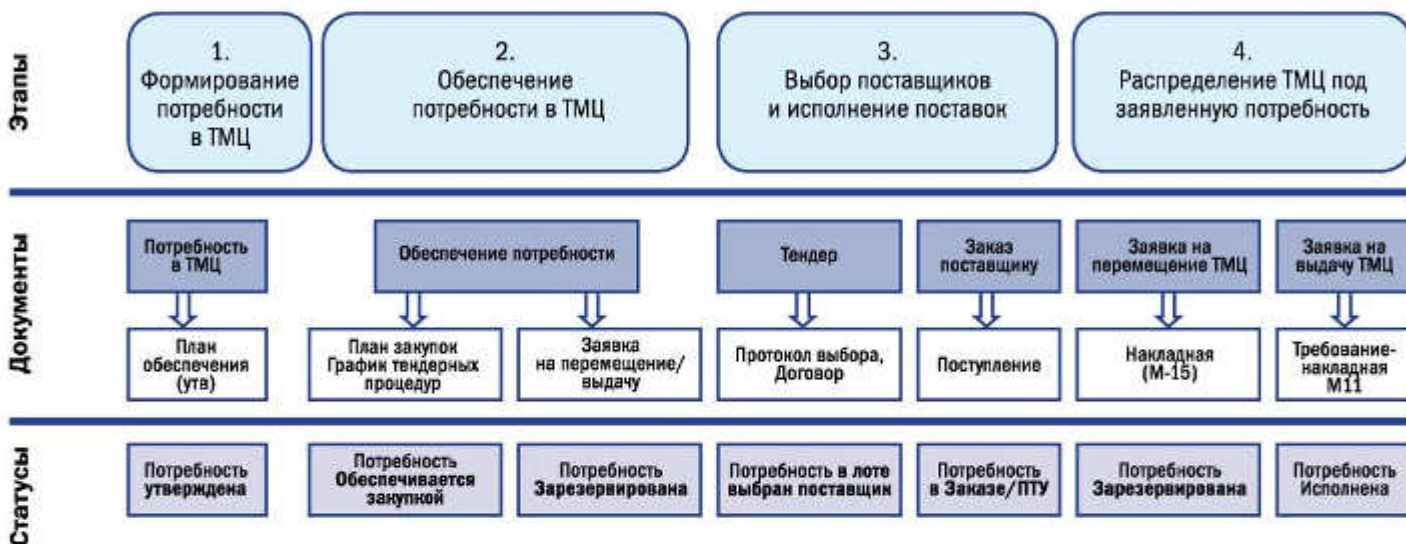 Этапы
1.
Формирование
потребности
в ТМЦ
2.
Обеспечение
потребности в ТМЦ
3.
Выбор поставщиков
и исполнение поставок
4.
Распределение ТМЦ под
заявленную потребность
Документы
Потребность
в ТМЦ
Обеспечение потребности
Тендер
Заказ
поставщику
Заявка на
перемещение ТМЦ
Заявка на
выдачу ТМЦ
План
обеспечения
(утв)
План закупок
График тендерных
процедур
Заявка
на перемещение/
выдачу
Протокол выбора,
Договор
Поступление
Накладная
(М-15)
Требование-
накладная
М11
Статусы
Потребность
утверждена
Потребность
Обеспечивается
закупкой
Потребность
Зарезервирована
Потребность в лоте
выбран поставщик
Потребность
в Заказе/ПТУ
Потребность
Зарезервирована
Потребность
Исполнена